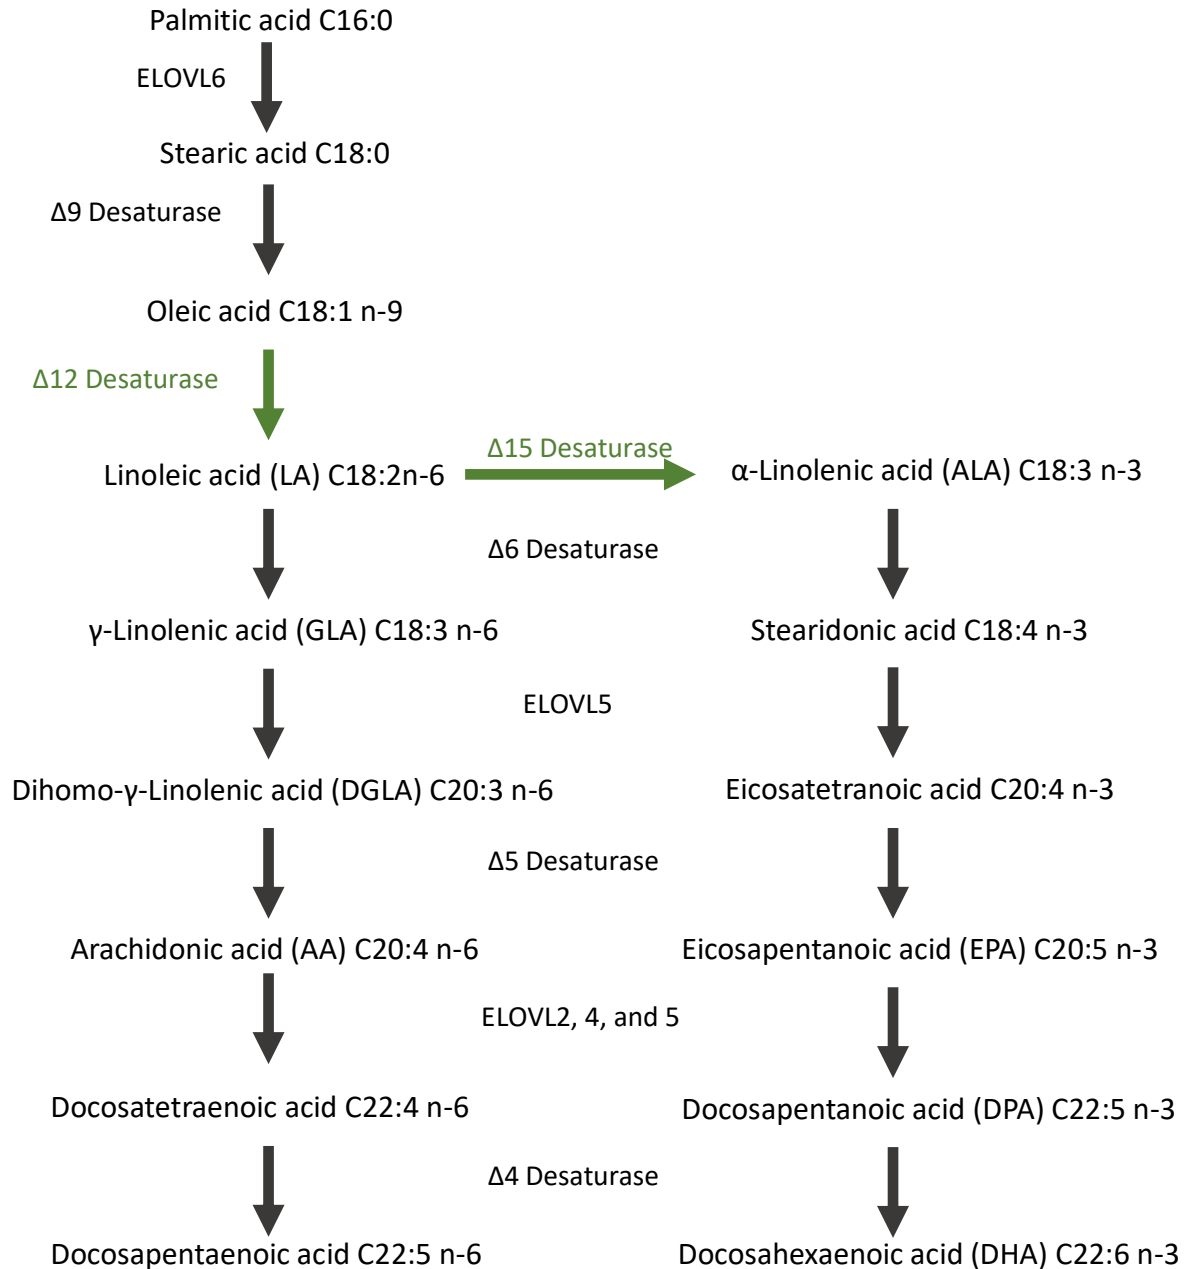 Palmitic acid C16:0
ELOVL6
Stearic acid C18:0
Δ9 Desaturase
Oleic acid C18:1 n-9
Δ12 Desaturase
Δ15 Desaturase
Linoleic acid (LA) C18:2n-6
α-Linolenic acid (ALA) C18:3 n-3
Δ6 Desaturase
γ-Linolenic acid (GLA) C18:3 n-6
Stearidonic acid C18:4 n-3
ELOVL5
Dihomo-γ-Linolenic acid (DGLA) C20:3 n-6
Eicosatetranoic acid C20:4 n-3
Δ5 Desaturase
Arachidonic acid (AA) C20:4 n-6
Eicosapentanoic acid (EPA) C20:5 n-3
ELOVL2, 4, and 5
Docosatetraenoic acid C22:4 n-6
Docosapentanoic acid (DPA) C22:5 n-3
Δ4 Desaturase
Docosapentaenoic acid C22:5 n-6
Docosahexaenoic acid (DHA) C22:6 n-3